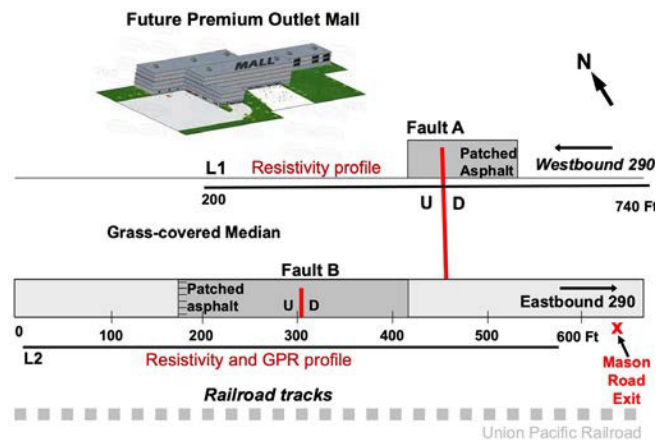 Future Premium Outlet Mall
MALL
N
Fault A
Patched
Asphalt
Westbound 290
L1
Resistivity profile
200
U
D
740 Ft
Grass-covered Median
Fault B
Patched
asphalt
U
D
Eastbound 290
0
100
200
300
400
500
600 Ft
x
L2
Resistivity and GPR profile
Mason
Road
Exit
Railroad tracks
Union Pacific Railroad